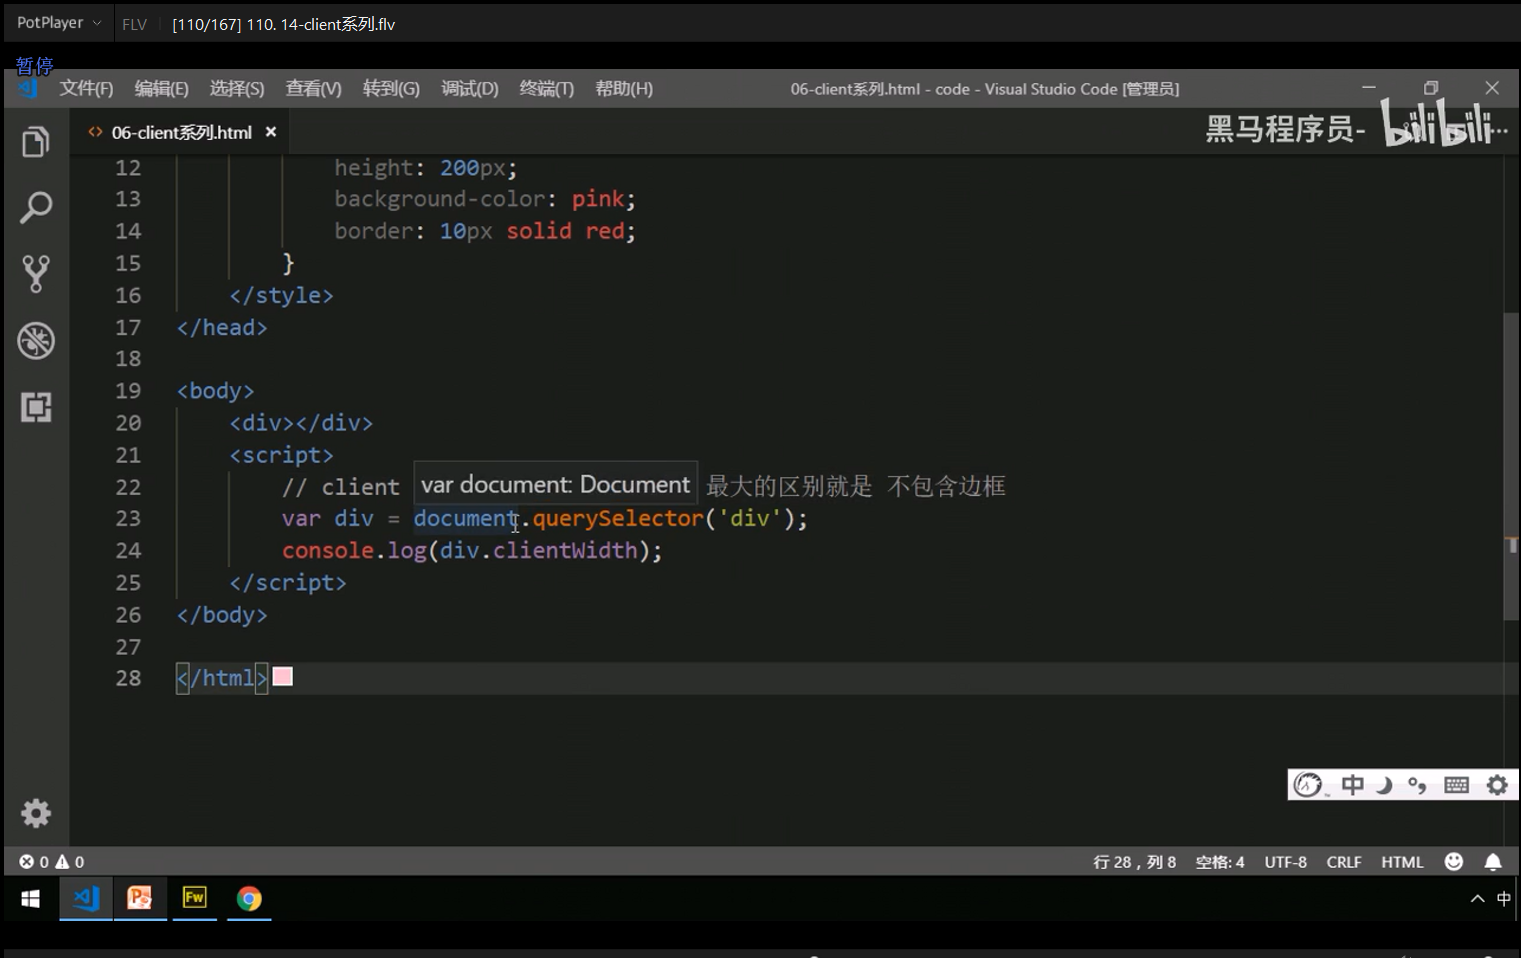 PotPlayer FLV [110/167] 110. 14-client系列.flv
暂停
文件(F) 编辑(E) 选择(S) 查看(V) 转到(G) 调试(D) 终端(T) 帮助(H) 06-client系列.html - code - Visual Studio Code [管理员]
<> 06-client系列.html ×
黑马程序员- bilibili
12 height: 200px;
13 background-color: pink;
14 border: 10px solid red;
15 }
16 </style>
17 </head>
18
19 <body>
20 <div></div>
21 <script>
22 // client var document: Document 最大的区别就是 不包含边框
23 var div = document.querySelector('div');
24 console.log(div.clientWidth);
25 </script>
26 </body>
27
28 </html>
中
0 0 行 28，列 8 空格: 4 UTF-8 CRLF HTML
P Fw 中